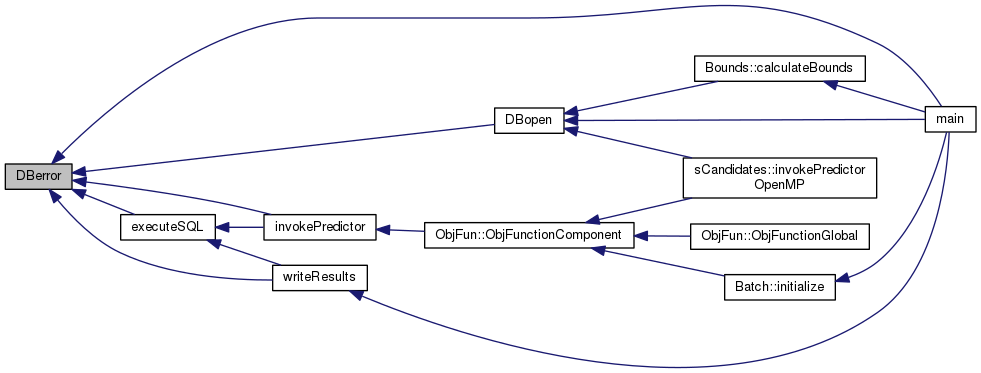 Bounds::calculateBounds
DBopen
main
DBerror
sCandidates::invokePredictor
OpenMP
executeSQL
invokePredictor
ObjFun::ObjFunctionComponent
ObjFun::ObjFunctionGlobal
writeResults
Batch::initialize